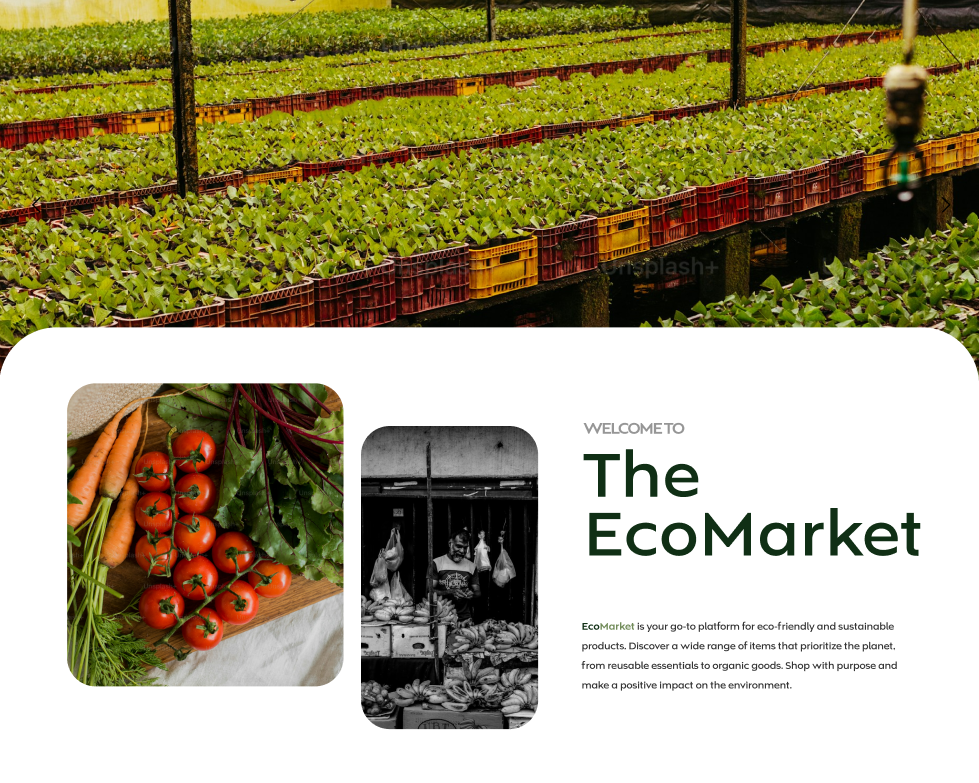 Unsplash+
WELCOME TO
The
EcoMarket
EcoMarket is your go-to platform for eco-friendly and sustainable
products. Discover a wide range of items that prioritize the planet,
from reusable essentials to organic goods. Shop with purpose and
make a positive impact on the environment.